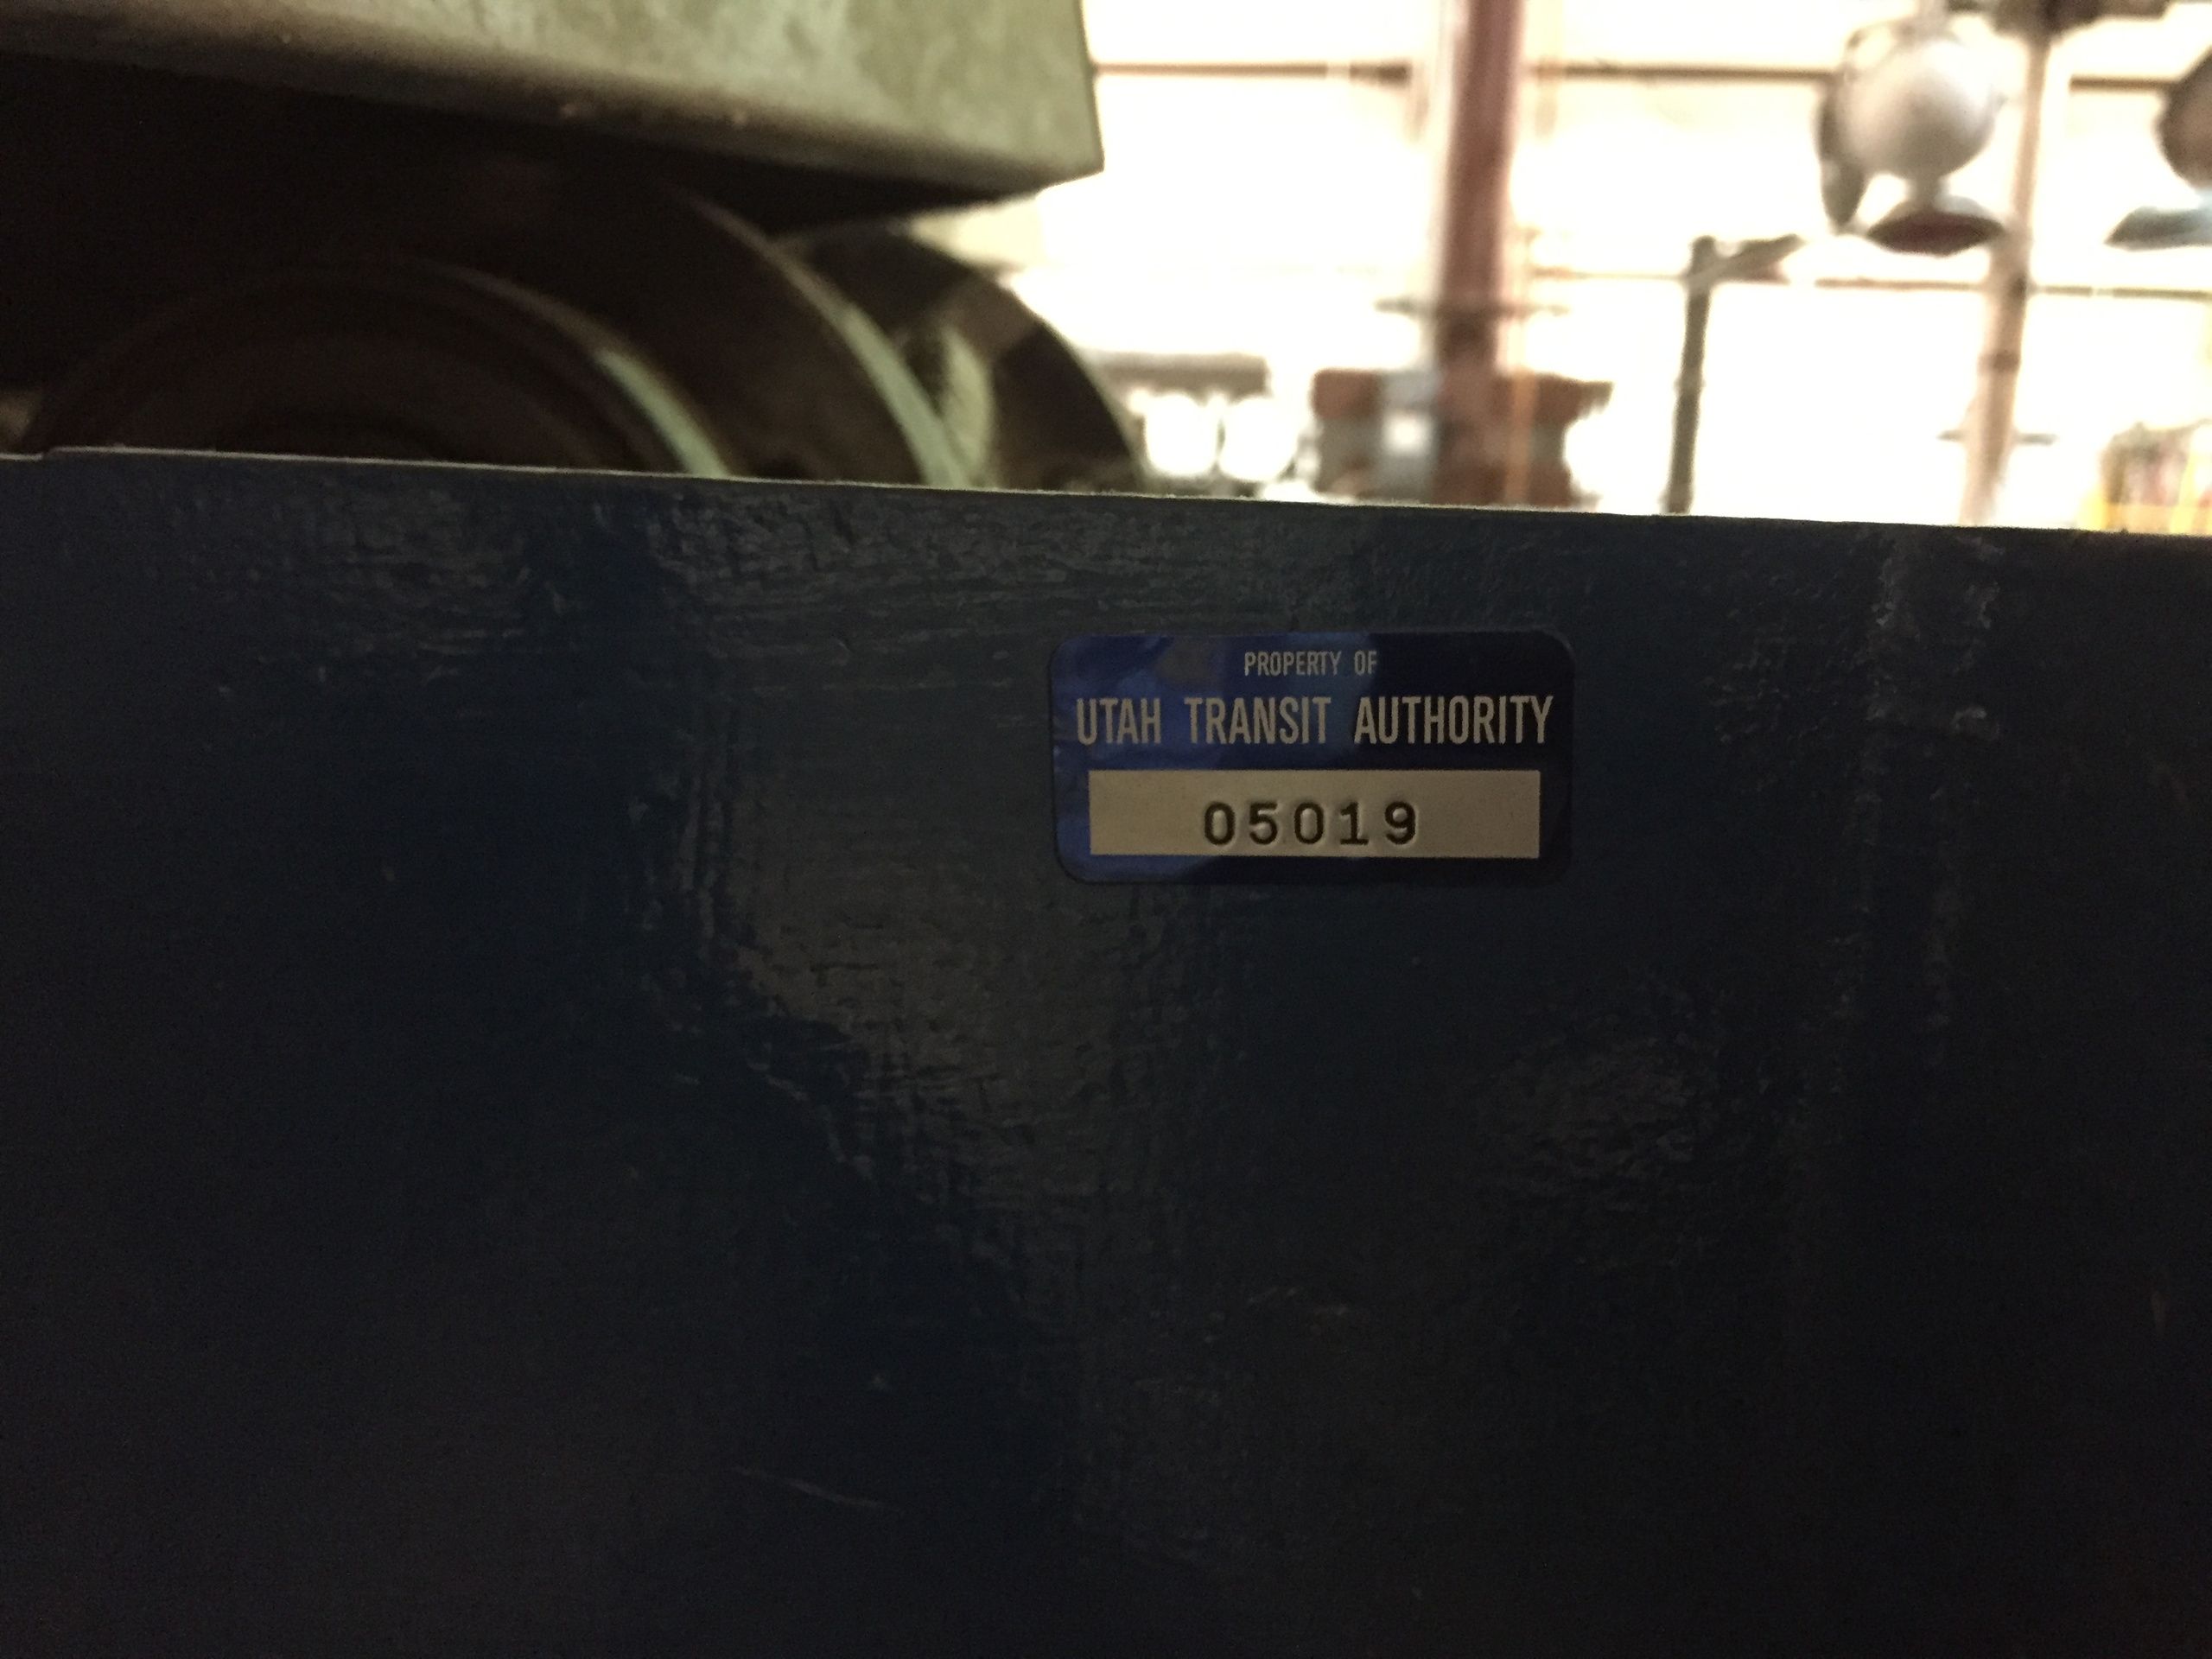 PROPERTY OF
UTAH TRANSIT AUTHORITY
05019